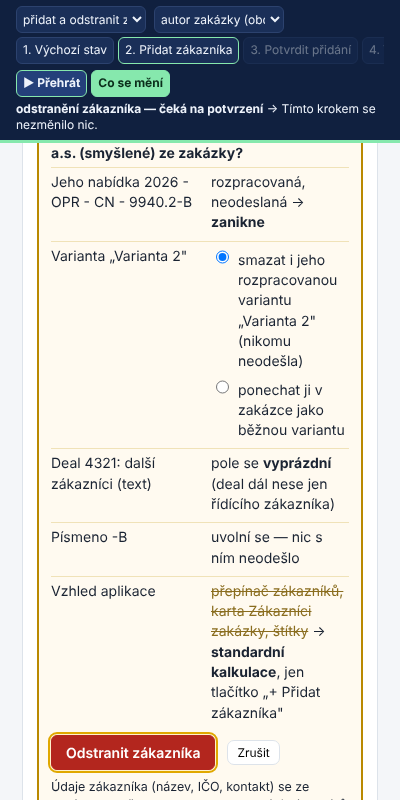 přidat a odstranit z
autor zakázky (obc
1. Výchozí stav
2. Přidat zákazníka
3. Potvrdit přidání
4.
▶ Přehrát
Co se mění
odstranění zákazníka — čeká na potvrzení → Tímto krokem se
nezměnilo nic.
a.s. (smyšlené) ze zakázky?
Jeho nabídka 2026 -
OPR - CN - 9940.2-B
rozpracovaná,
neodeslaná →
zanikne
Varianta „Varianta 2"
smazat i jeho
rozpracovanou
variantu
„Varianta 2"
(nikomu
neodešla)
ponechat ji v
zakázce jako
běžnou variantu
Deal 4321: další
zákazníci (text)
pole se vyprázdní
(deal dál nese jen
řídícího zákazníka)
Písmeno -B
uvolní se — nic s
ním neodešlo
Vzhled aplikace
přepínač zákazníků,
karta Zákazníci
zakázky, štítky →
standardní
kalkulace, jen
tlačítko „+ Přidat
zákazníka"
Odstranit zákazníka
Zrušit
Údaje zákazníka (název, IČO, kontakt) se ze